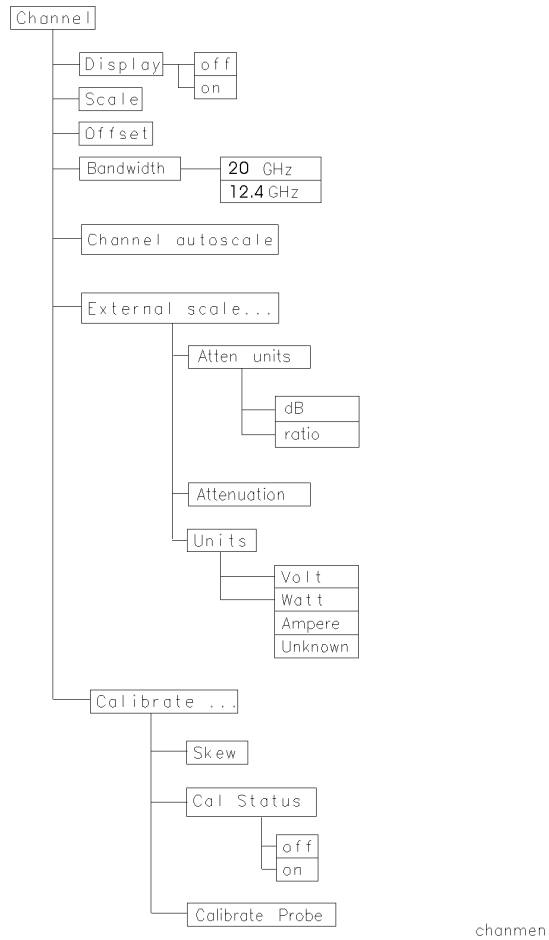 Channel
Display
off
on
Scale
Offset
Bandwidth
20 GHz
12.4 GHz
Channel autoscale
External scale...
Atten units
dB
ratio
Attenuation
Units
Volt
Watt
Ampere
Unknown
Calibrate ...
Skew
Cal Status
off
on
Calibrate Probe
chanmen